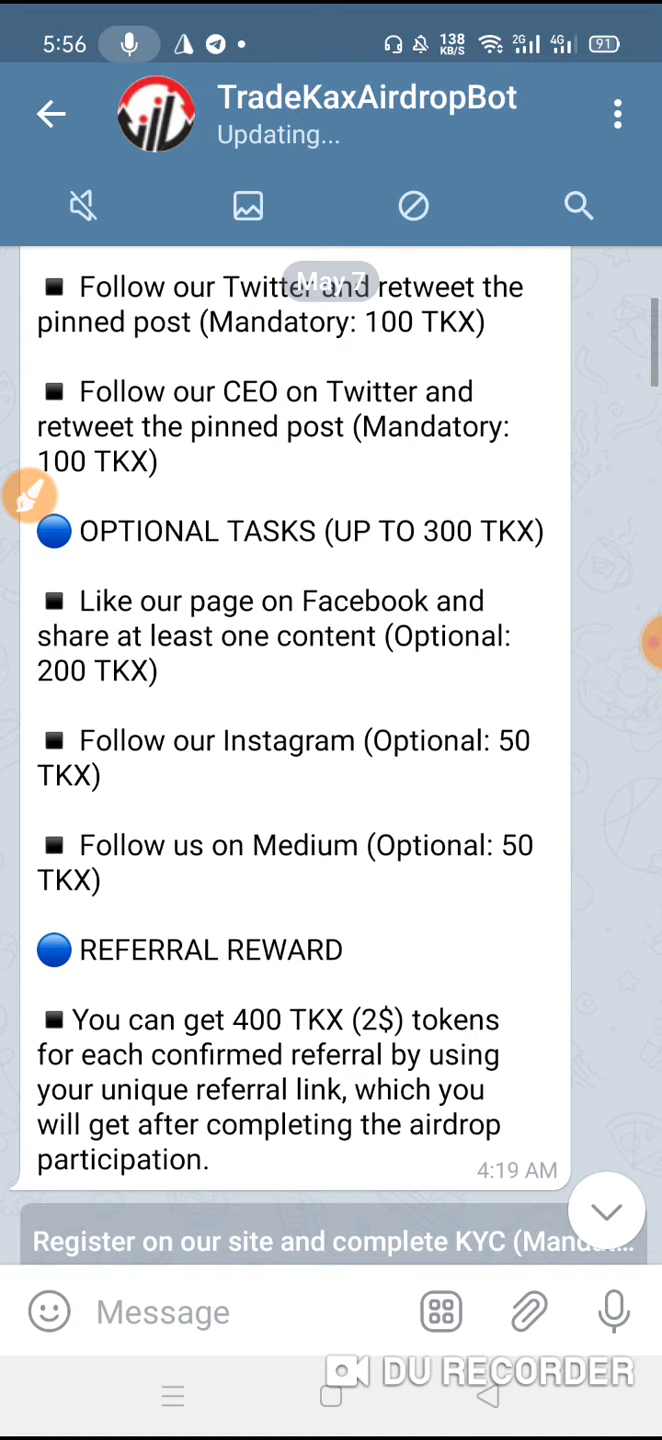 5:56
138
KB/S
2G
4G
91
TradeKaxAirdropBot
Updating...
May 7
◾ Follow our Twitter and retweet the
pinned post (Mandatory: 100 TKX)
◾ Follow our CEO on Twitter and
retweet the pinned post (Mandatory:
100 TKX)
🔵 OPTIONAL TASKS (UP TO 300 TKX)
◾ Like our page on Facebook and
share at least one content (Optional:
200 TKX)
◾ Follow our Instagram (Optional: 50
TKX)
◾ Follow us on Medium (Optional: 50
TKX)
🔵 REFERRAL REWARD
◾You can get 400 TKX (2$) tokens
for each confirmed referral by using
your unique referral link, which you
will get after completing the airdrop
participation.
4:19 AM
Register on our site and complete KYC (Mandat...
Message
DU RECORDER